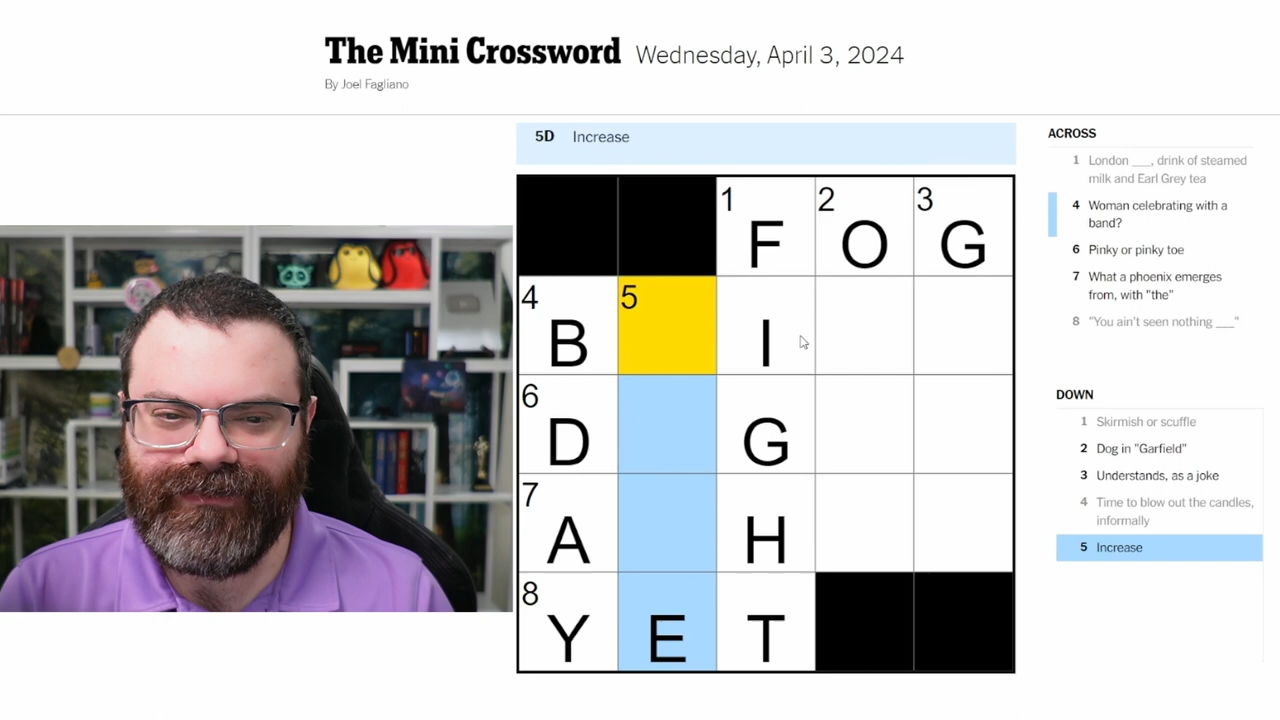 The Mini Crossword Wednesday, April 3, 2024
By Joel Fagliano
5D Increase
1 2 3
F O G
4 5
B I
6
D G
7
A H
8
Y E T
ACROSS
1 London ___, drink of steamed
milk and Earl Grey tea
4 Woman celebrating with a
band?
6 Pinky or pinky toe
7 What a phoenix emerges
from, with "the"
8 "You ain't seen nothing ___"
DOWN
1 Skirmish or scuffle
2 Dog in "Garfield"
3 Understands, as a joke
4 Time to blow out the candles,
informally
5 Increase